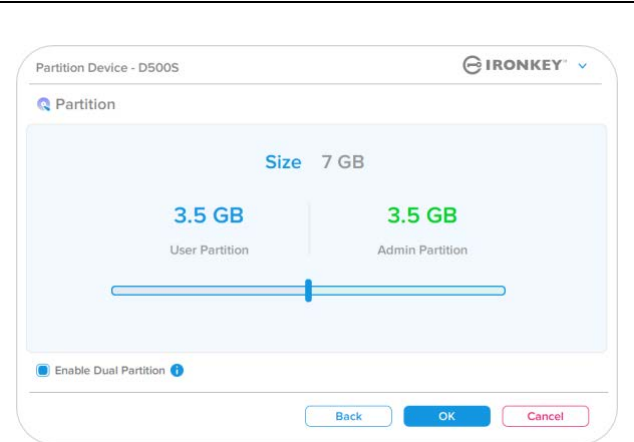 Partition Device - D500S
IRONKEY™
Partition
Size 7 GB
3.5 GB 3.5 GB
User Partition Admin Partition
Enable Dual Partition i
Back OK Cancel